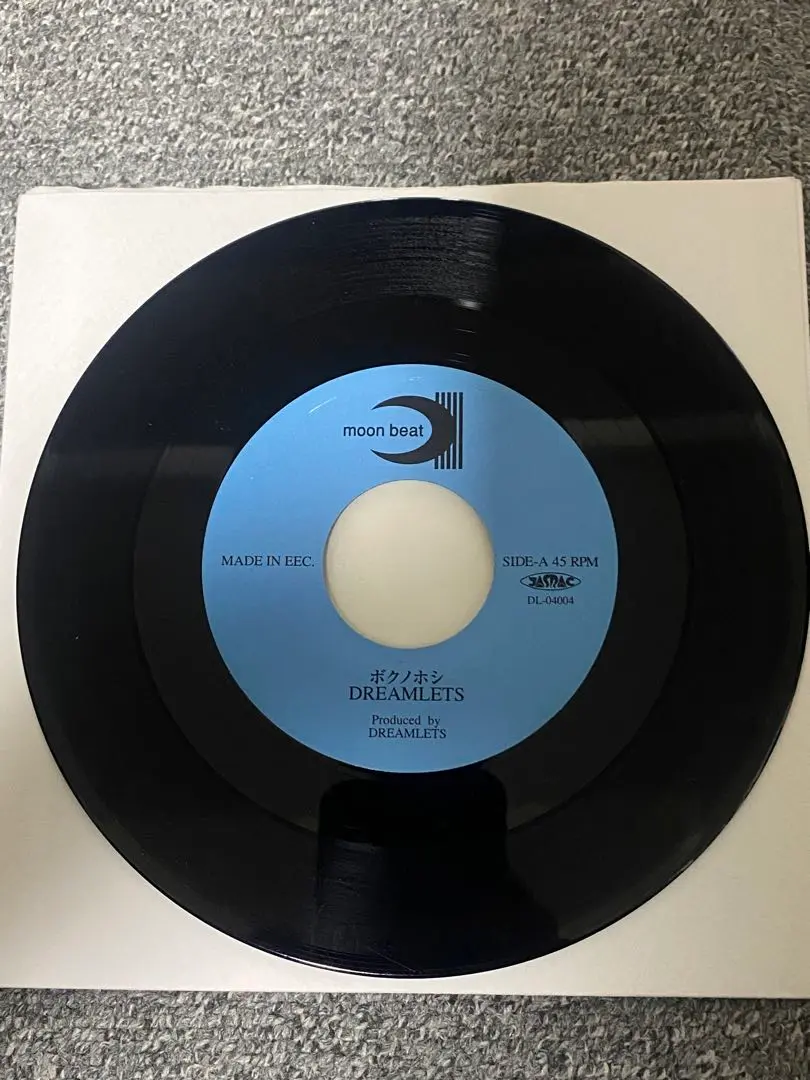 moon beat
MADE IN EEC.
SIDE-A 45 RPM
JASRAC
DL-04004
ボクノホシ
DREAMLETS
Produced by
DREAMLETS